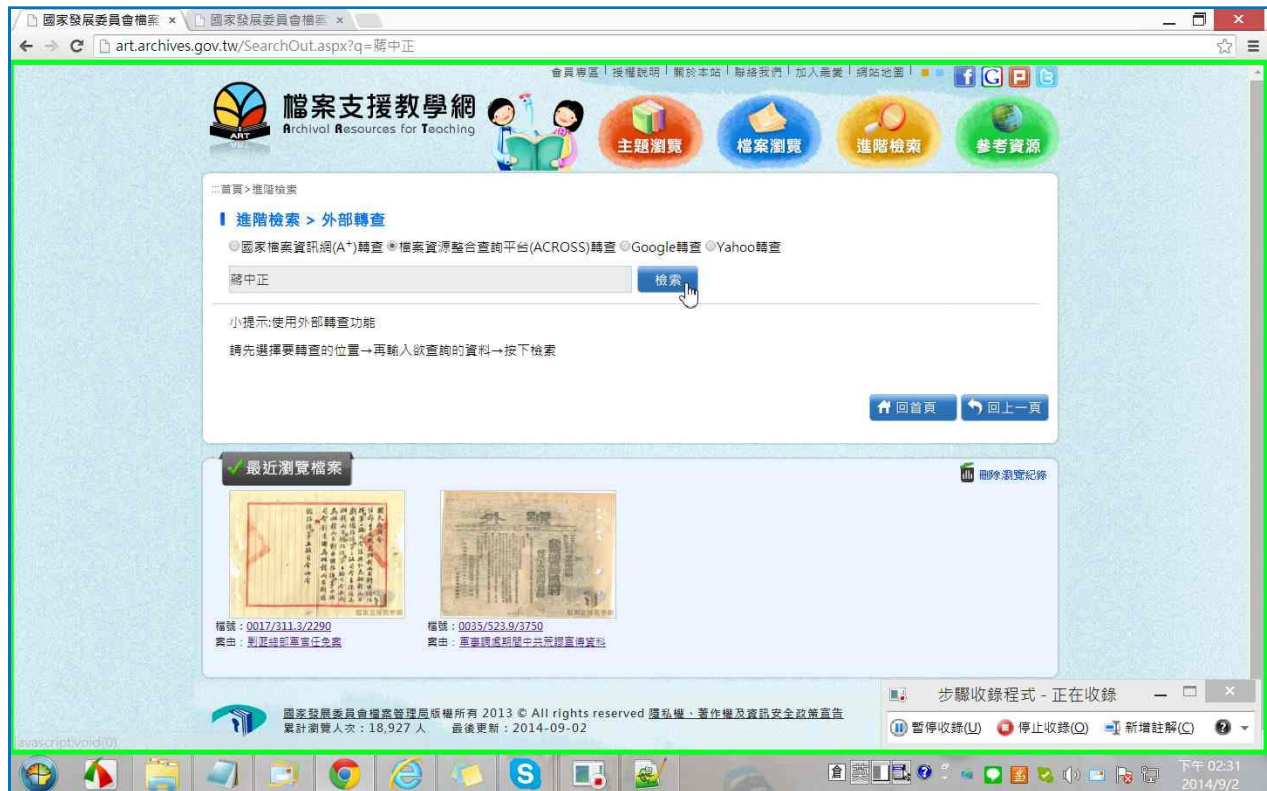 國家發展委員會檔案 × 國家發展委員會檔案 ×
art.archives.gov.tw/SearchOut.aspx?q=蔣中正
會員專區 | 授權說明 | 關於本站 | 聯絡我們 | 加入最愛 | 網站地圖 |
檔案支援教學網
Archival Resources for Teaching
ART
主題瀏覽 檔案瀏覽 進階檢索 參考資源
:::首頁>進階檢索
進階檢索 > 外部轉查
國家檔案資訊網(A⁺)轉查 檔案資源整合查詢平台(ACROSS)轉查 Google轉查 Yahoo轉查
蔣中正 檢索
小提示:使用外部轉查功能
請先選擇要轉查的位置→再輸入欲查詢的資料→按下檢索
回首頁 回上一頁
最近瀏覽檔案 刪除瀏覽紀錄
外號
檔號：0017/311.3/2290 檔號：0035/523.9/3750
案由：剿匪總部軍官任免案 案由：軍事調處期間中共荒謬宣傳資料
步驟收錄程式 - 正在收錄
暫停收錄(U) 停止收錄(O) 新增註解(C)
國家發展委員會檔案管理局版權所有 2013 © All rights reserved 隱私權、著作權及資訊安全政策宣告
累計瀏覽人次：18,927 人 最後更新：2014-09-02
javascript:void(0)
倉 英
下午 02:31
2014/9/2